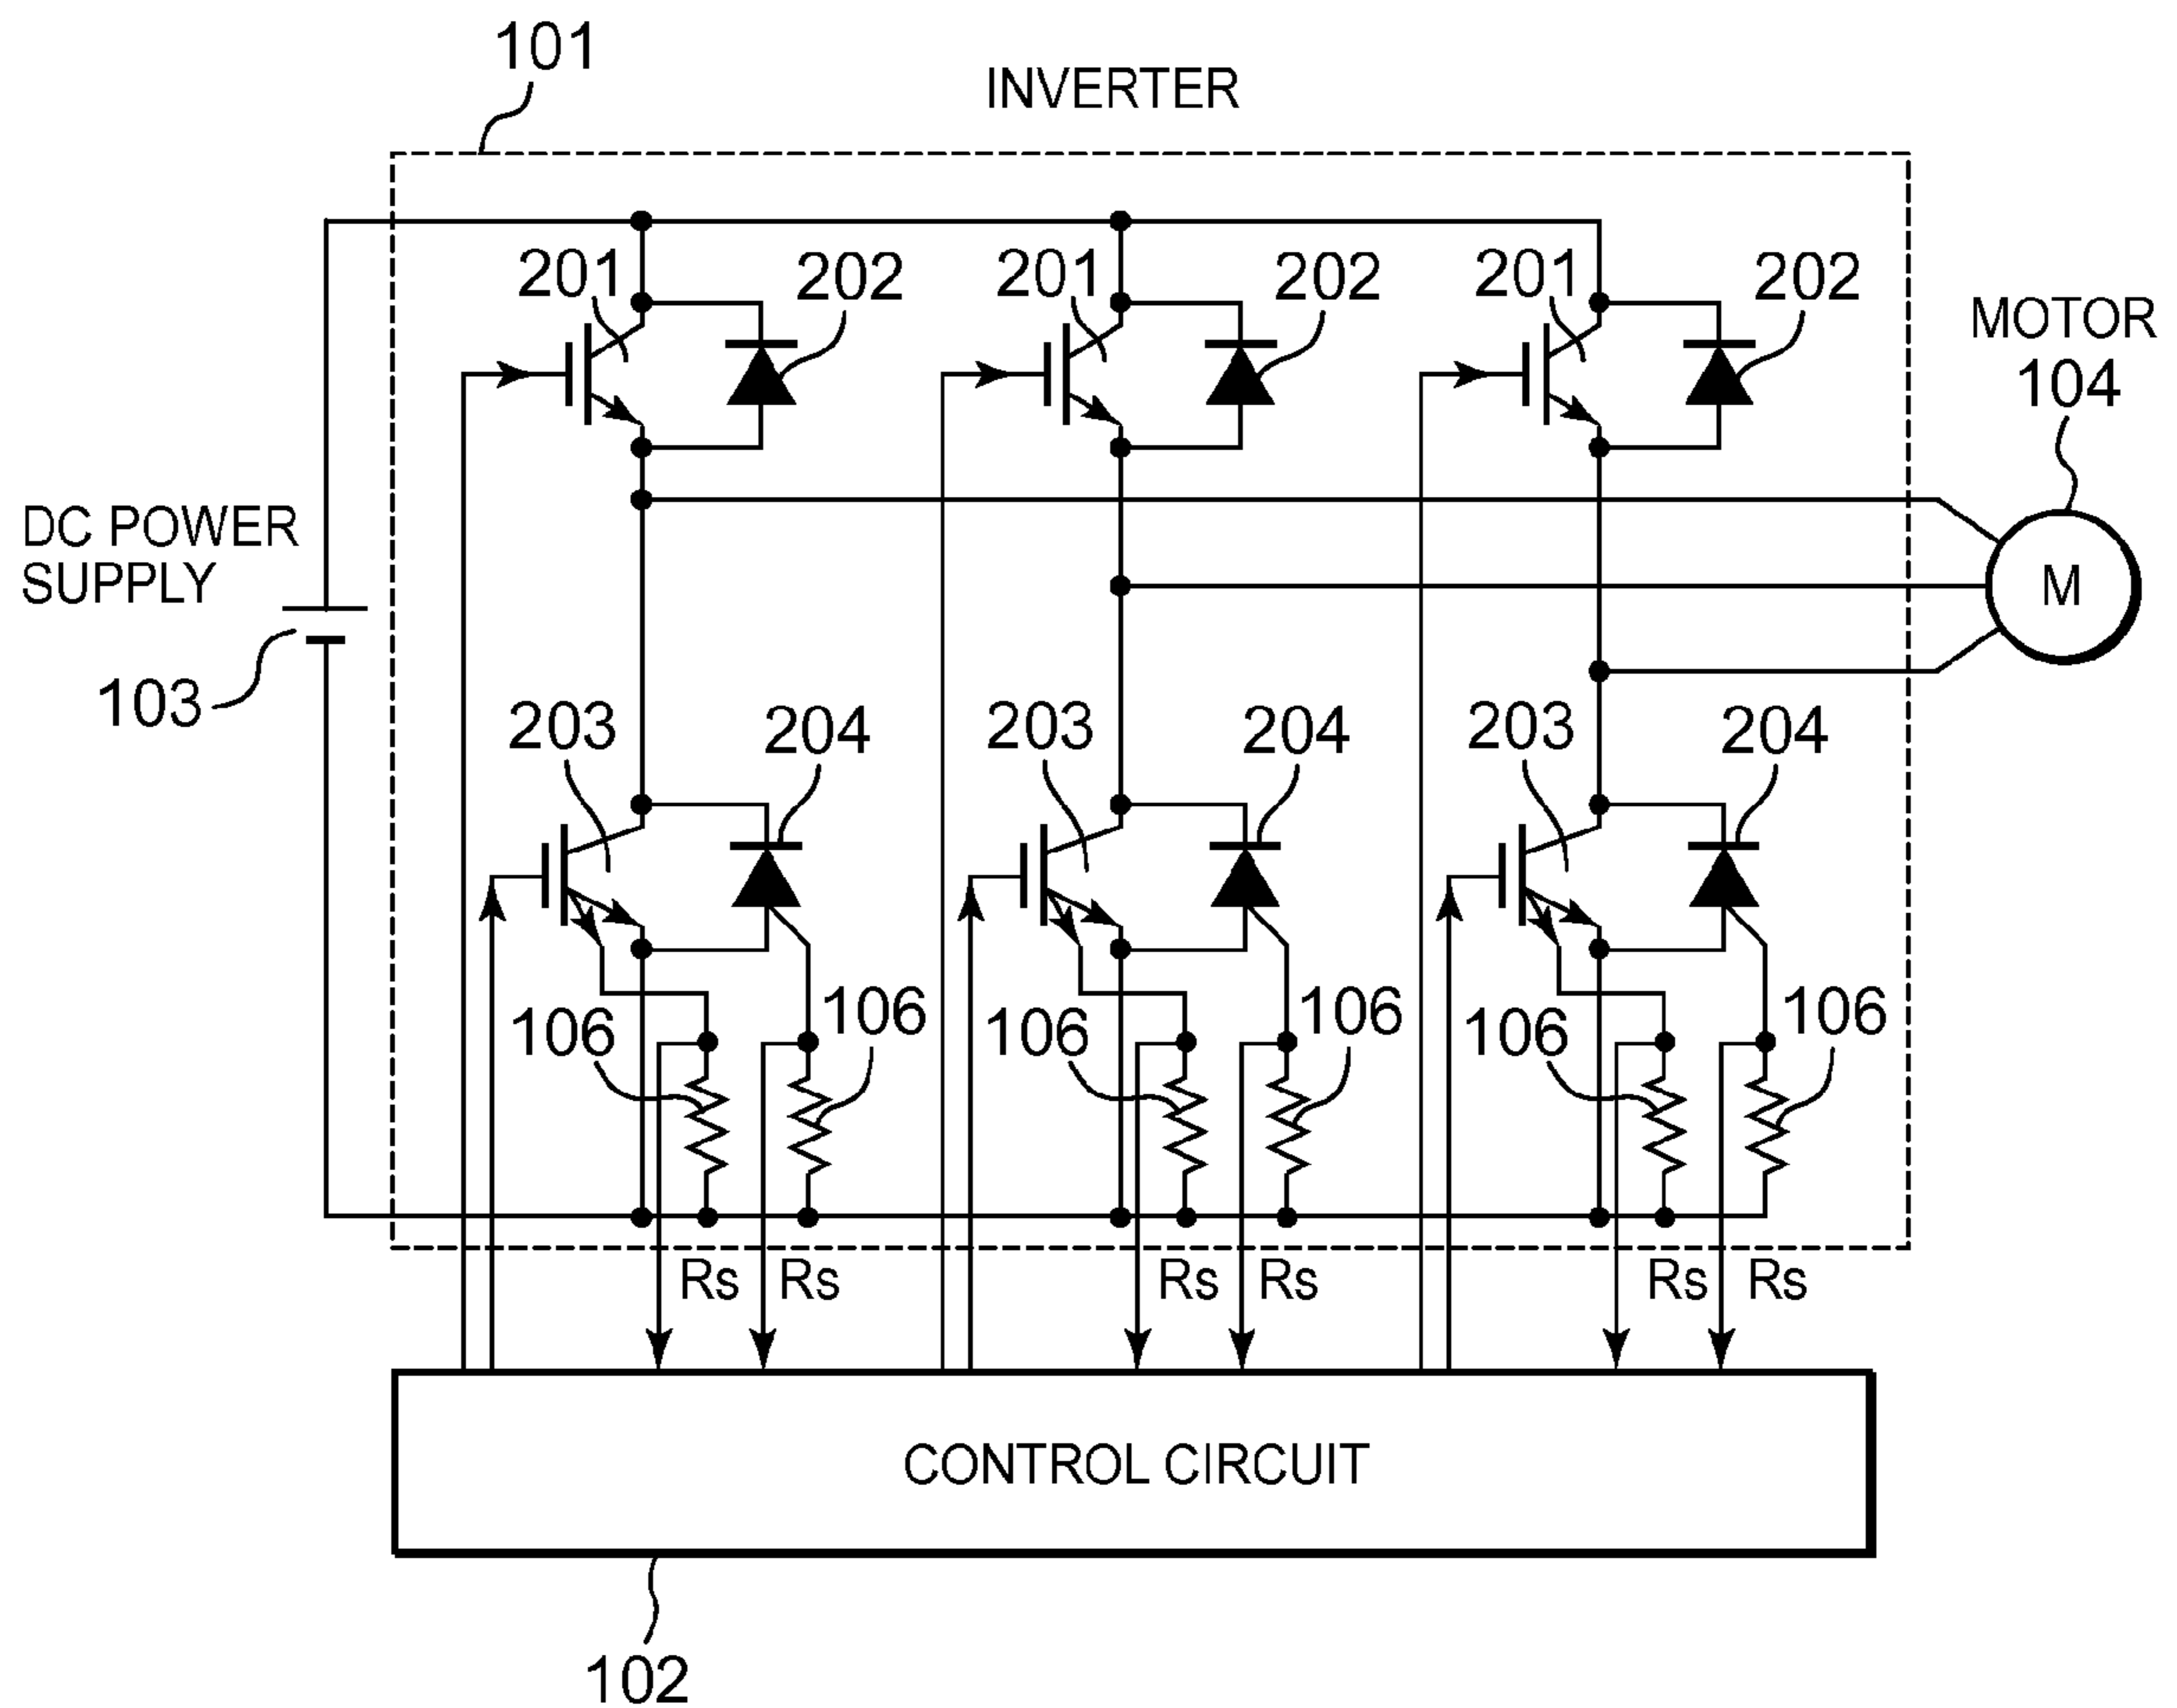 101
INVERTER
201
202
201
202
201
202
MOTOR
104
DC POWER
SUPPLY
M
103
203
204
203
204
203
204
106
106
106
106
106
106
Rs
Rs
Rs
Rs
Rs
Rs
CONTROL CIRCUIT
102